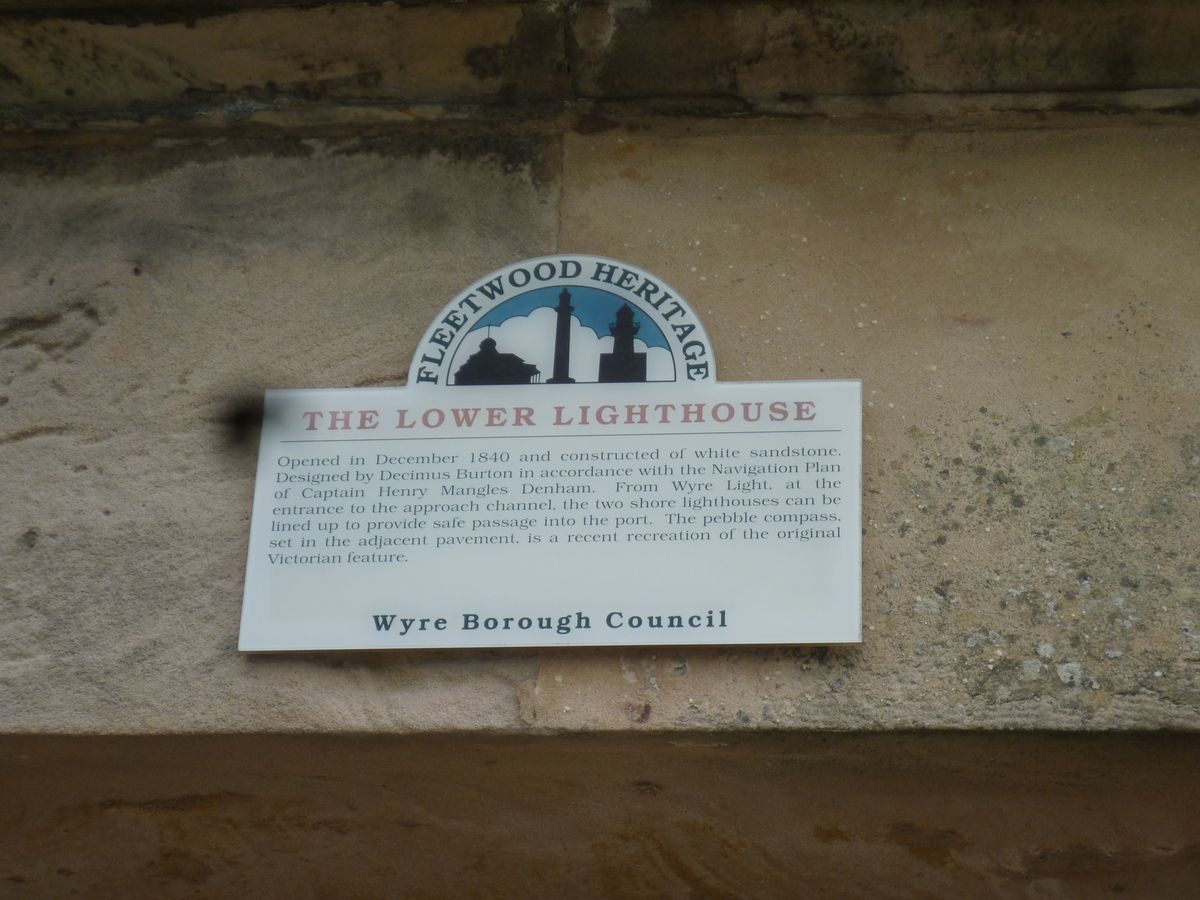 FLEETWOOD HERITAGE
THE LOWER LIGHTHOUSE
Opened in December 1840 and constructed of white sandstone.
Designed by Decimus Burton in accordance with the Navigation Plan
of Captain Henry Mangles Denham. From Wyre Light, at the
entrance to the approach channel, the two shore lighthouses can be
lined up to provide safe passage into the port. The pebble compass,
set in the adjacent pavement, is a recent recreation of the original
Victorian feature.
Wyre Borough Council